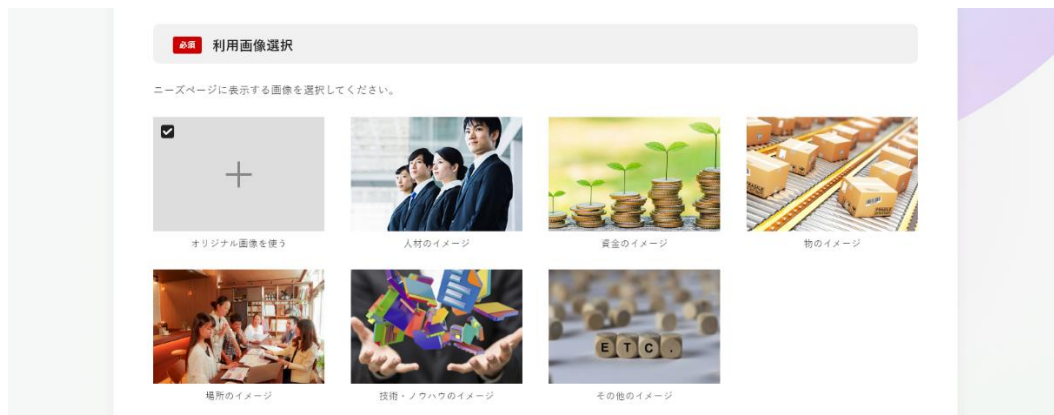 必須 利用画像選択
ニーズページに表示する画像を選択してください。
オリジナル画像を使う
人材のイメージ
資金のイメージ
物のイメージ
FRAGILE
ETC.
場所のイメージ
技術・ノウハウのイメージ
その他のイメージ